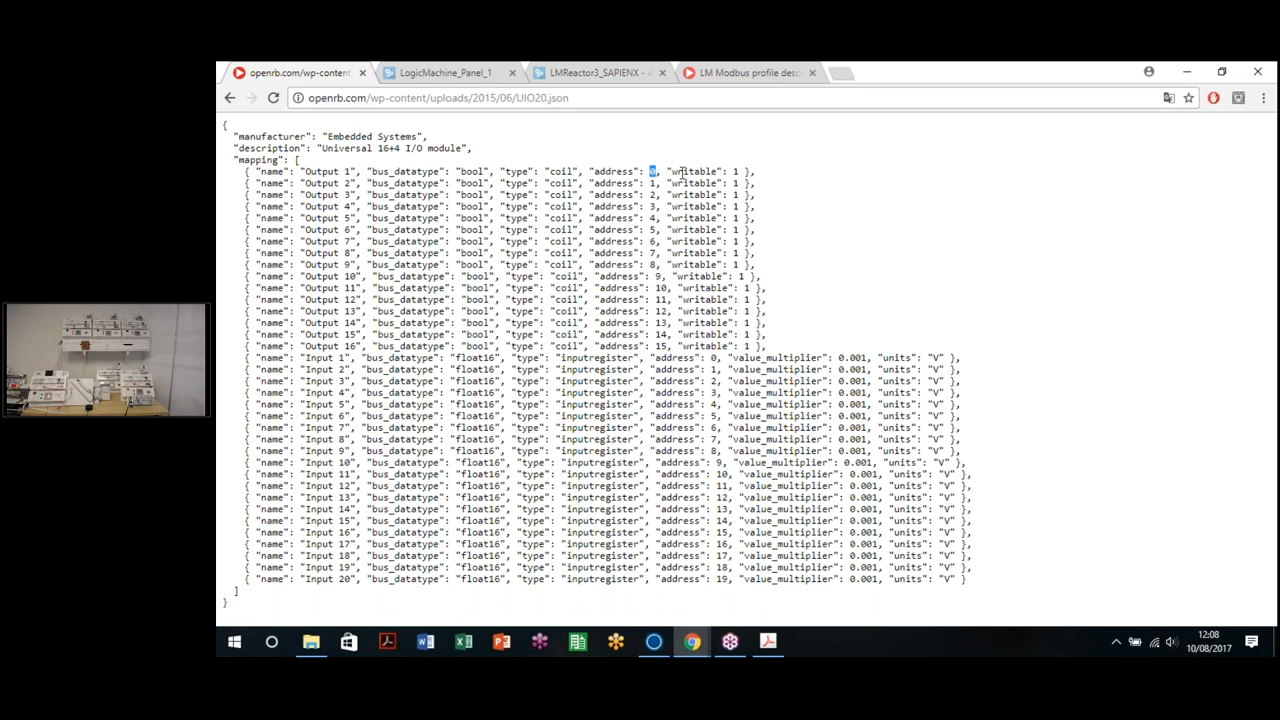 openrb.com/wp-content
LogicMachine_Panel_1
LMReactor3_SAPIENX - A
LM Modbus profile desc
openrb.com/wp-content/uploads/2015/06/UIO20.json
{
"manufacturer": "Embedded Systems",
"description": "Universal 16+4 I/O module",
"mapping": [
{ "name": "Output 1", "bus_datatype": "bool", "type": "coil", "address": 0, "writable": 1 },
{ "name": "Output 2", "bus_datatype": "bool", "type": "coil", "address": 1, "writable": 1 },
{ "name": "Output 3", "bus_datatype": "bool", "type": "coil", "address": 2, "writable": 1 },
{ "name": "Output 4", "bus_datatype": "bool", "type": "coil", "address": 3, "writable": 1 },
{ "name": "Output 5", "bus_datatype": "bool", "type": "coil", "address": 4, "writable": 1 },
{ "name": "Output 6", "bus_datatype": "bool", "type": "coil", "address": 5, "writable": 1 },
{ "name": "Output 7", "bus_datatype": "bool", "type": "coil", "address": 6, "writable": 1 },
{ "name": "Output 8", "bus_datatype": "bool", "type": "coil", "address": 7, "writable": 1 },
{ "name": "Output 9", "bus_datatype": "bool", "type": "coil", "address": 8, "writable": 1 },
{ "name": "Output 10", "bus_datatype": "bool", "type": "coil", "address": 9, "writable": 1 },
{ "name": "Output 11", "bus_datatype": "bool", "type": "coil", "address": 10, "writable": 1 },
{ "name": "Output 12", "bus_datatype": "bool", "type": "coil", "address": 11, "writable": 1 },
{ "name": "Output 13", "bus_datatype": "bool", "type": "coil", "address": 12, "writable": 1 },
{ "name": "Output 14", "bus_datatype": "bool", "type": "coil", "address": 13, "writable": 1 },
{ "name": "Output 15", "bus_datatype": "bool", "type": "coil", "address": 14, "writable": 1 },
{ "name": "Output 16", "bus_datatype": "bool", "type": "coil", "address": 15, "writable": 1 },
{ "name": "Input 1", "bus_datatype": "float16", "type": "inputregister", "address": 0, "value_multiplier": 0.001, "units": "V" },
{ "name": "Input 2", "bus_datatype": "float16", "type": "inputregister", "address": 1, "value_multiplier": 0.001, "units": "V" },
{ "name": "Input 3", "bus_datatype": "float16", "type": "inputregister", "address": 2, "value_multiplier": 0.001, "units": "V" },
{ "name": "Input 4", "bus_datatype": "float16", "type": "inputregister", "address": 3, "value_multiplier": 0.001, "units": "V" },
{ "name": "Input 5", "bus_datatype": "float16", "type": "inputregister", "address": 4, "value_multiplier": 0.001, "units": "V" },
{ "name": "Input 6", "bus_datatype": "float16", "type": "inputregister", "address": 5, "value_multiplier": 0.001, "units": "V" },
{ "name": "Input 7", "bus_datatype": "float16", "type": "inputregister", "address": 6, "value_multiplier": 0.001, "units": "V" },
{ "name": "Input 8", "bus_datatype": "float16", "type": "inputregister", "address": 7, "value_multiplier": 0.001, "units": "V" },
{ "name": "Input 9", "bus_datatype": "float16", "type": "inputregister", "address": 8, "value_multiplier": 0.001, "units": "V" },
{ "name": "Input 10", "bus_datatype": "float16", "type": "inputregister", "address": 9, "value_multiplier": 0.001, "units": "V" },
{ "name": "Input 11", "bus_datatype": "float16", "type": "inputregister", "address": 10, "value_multiplier": 0.001, "units": "V" },
{ "name": "Input 12", "bus_datatype": "float16", "type": "inputregister", "address": 11, "value_multiplier": 0.001, "units": "V" },
{ "name": "Input 13", "bus_datatype": "float16", "type": "inputregister", "address": 12, "value_multiplier": 0.001, "units": "V" },
{ "name": "Input 14", "bus_datatype": "float16", "type": "inputregister", "address": 13, "value_multiplier": 0.001, "units": "V" },
{ "name": "Input 15", "bus_datatype": "float16", "type": "inputregister", "address": 14, "value_multiplier": 0.001, "units": "V" },
{ "name": "Input 16", "bus_datatype": "float16", "type": "inputregister", "address": 15, "value_multiplier": 0.001, "units": "V" },
{ "name": "Input 17", "bus_datatype": "float16", "type": "inputregister", "address": 16, "value_multiplier": 0.001, "units": "V" },
{ "name": "Input 18", "bus_datatype": "float16", "type": "inputregister", "address": 17, "value_multiplier": 0.001, "units": "V" },
{ "name": "Input 19", "bus_datatype": "float16", "type": "inputregister", "address": 18, "value_multiplier": 0.001, "units": "V" },
{ "name": "Input 20", "bus_datatype": "float16", "type": "inputregister", "address": 19, "value_multiplier": 0.001, "units": "V" }
]
}
12:08
10/08/2017